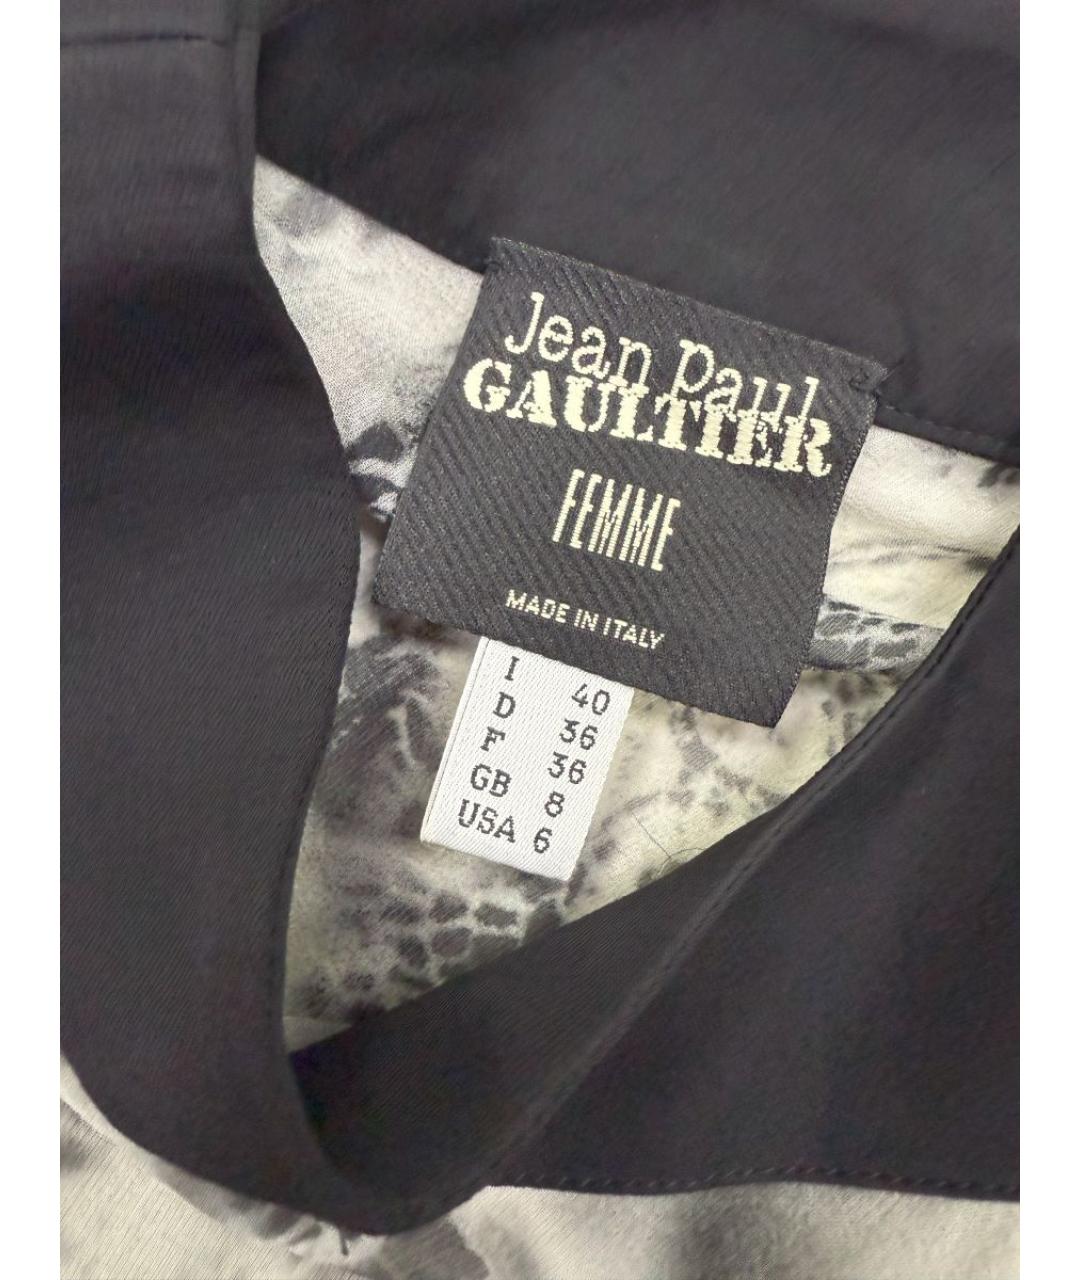 Jean Paul
GAULTIER
FEMME
MADE IN ITALY
I 40
D 36
F 36
GB 8
USA 6